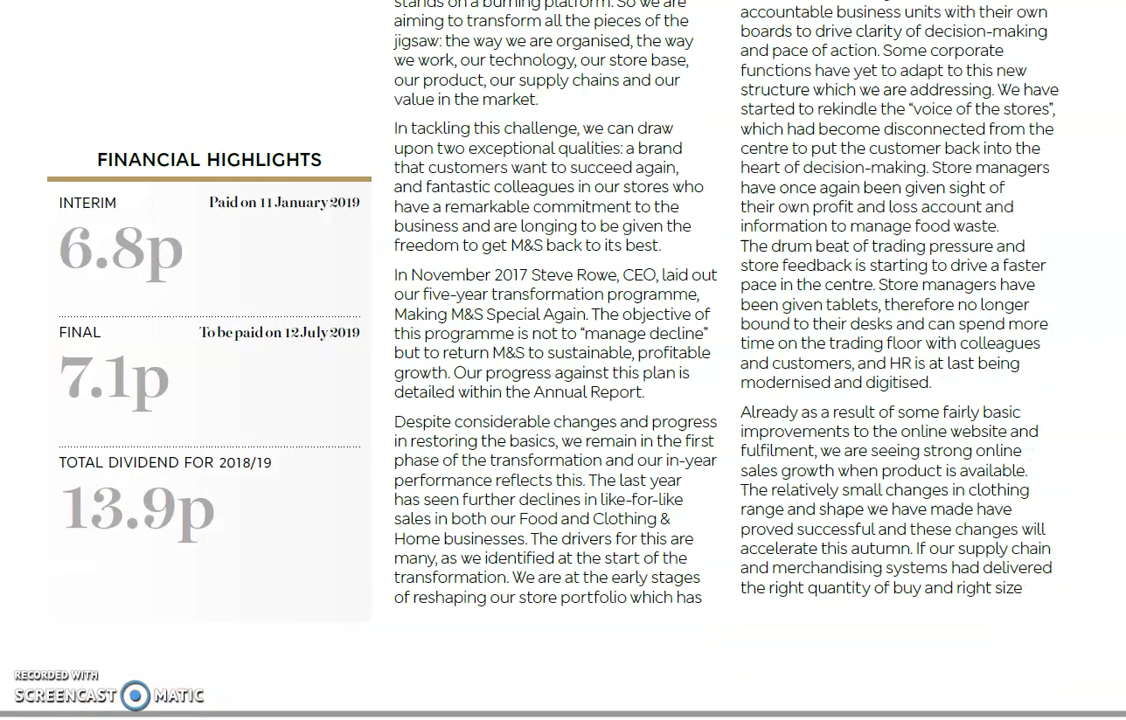 FINANCIAL HIGHLIGHTS
INTERIM
Paid on 11 January 2019
6.8p
FINAL
To be paid on 12 July 2019
7.1p
TOTAL DIVIDEND FOR 2018/19
13.9p
stands on a burning platform. So we are
aiming to transform all the pieces of the
jigsaw: the way we are organised, the way
we work, our technology, our store base,
our product, our supply chains and our
value in the market.
In tackling this challenge, we can draw
upon two exceptional qualities: a brand
that customers want to succeed again,
and fantastic colleagues in our stores who
have a remarkable commitment to the
business and are longing to be given the
freedom to get M&S back to its best.
In November 2017 Steve Rowe, CEO, laid out
our five-year transformation programme,
Making M&S Special Again. The objective of
this programme is not to “manage decline”
but to return M&S to sustainable, profitable
growth. Our progress against this plan is
detailed within the Annual Report.
Despite considerable changes and progress
in restoring the basics, we remain in the first
phase of the transformation and our in-year
performance reflects this. The last year
has seen further declines in like-for-like
sales in both our Food and Clothing &
Home businesses. The drivers for this are
many, as we identified at the start of the
transformation. We are at the early stages
of reshaping our store portfolio which has
accountable business units with their own
boards to drive clarity of decision-making
and pace of action. Some corporate
functions have yet to adapt to this new
structure which we are addressing. We have
started to rekindle the “voice of the stores”,
which had become disconnected from the
centre to put the customer back into the
heart of decision-making. Store managers
have once again been given sight of
their own profit and loss account and
information to manage food waste.
The drum beat of trading pressure and
store feedback is starting to drive a faster
pace in the centre. Store managers have
been given tablets, therefore no longer
bound to their desks and can spend more
time on the trading floor with colleagues
and customers, and HR is at last being
modernised and digitised.
Already as a result of some fairly basic
improvements to the online website and
fulfilment, we are seeing strong online
sales growth when product is available.
The relatively small changes in clothing
range and shape we have made have
proved successful and these changes will
accelerate this autumn. If our supply chain
and merchandising systems had delivered
the right quantity of buy and right size
RECORDED WITH
SCREENCAST MATIC